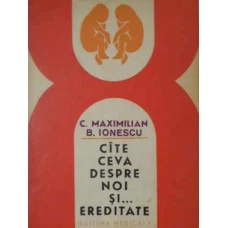 C. MAXIMILIAN
B. IONESCU
CÎTE
CEVA
DESPRE
NOI
ȘI...
EREDITATE
EDITURA MEDICALĂ